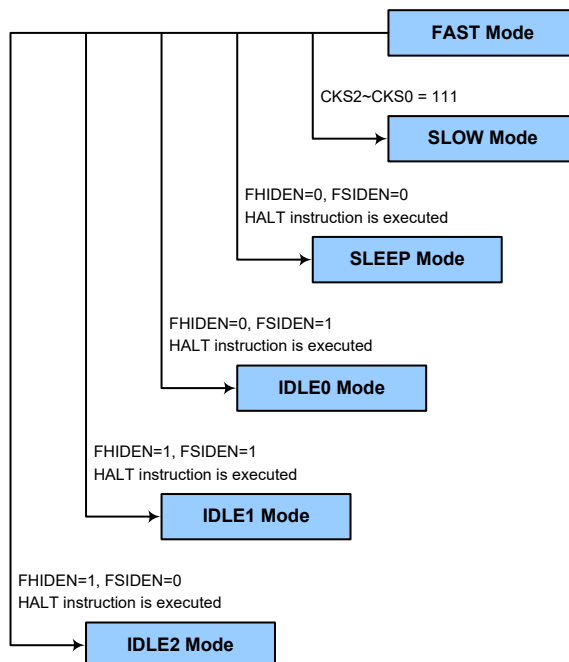 FAST Mode
CKS2~CKS0 = 111
SLOW Mode
FHIDEN=0, FSIDEN=0
HALT instruction is executed
SLEEP Mode
FHIDEN=0, FSIDEN=1
HALT instruction is executed
IDLE0 Mode
FHIDEN=1, FSIDEN=1
HALT instruction is executed
IDLE1 Mode
FHIDEN=1, FSIDEN=0
HALT instruction is executed
IDLE2 Mode